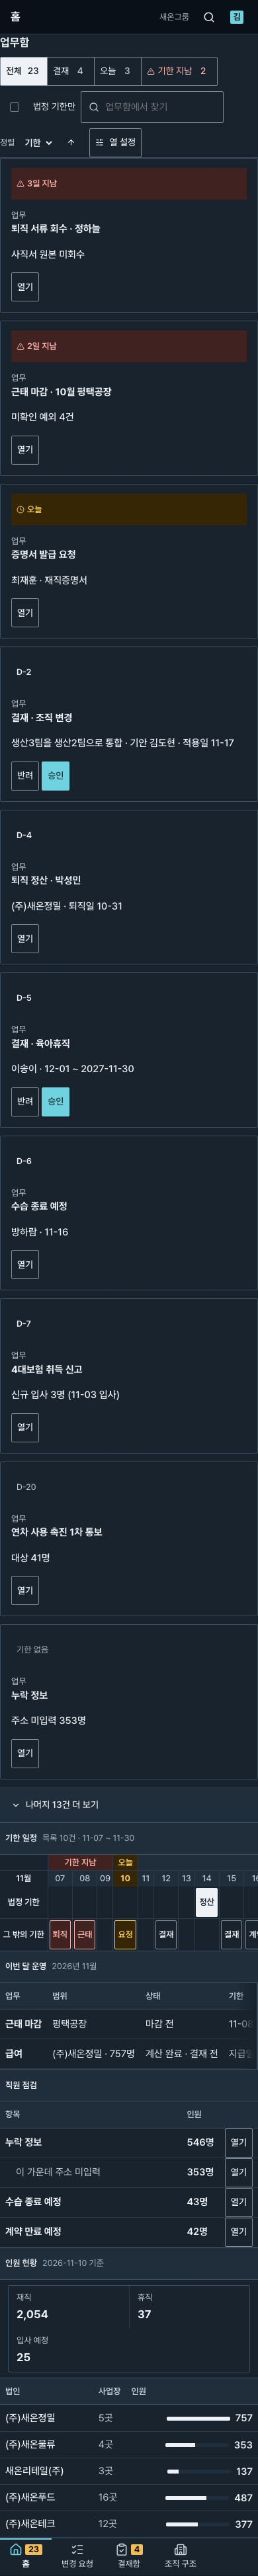 홈 새온그룹 김
업무함
전체 23 결재 4 오늘 3 기한 지남 2
법정 기한만 업무함에서 찾기
정렬 기한 열 설정
3일 지남
업무
퇴직 서류 회수 · 정하늘
사직서 원본 미회수
열기
2일 지남
업무
근태 마감 · 10월 평택공장
미확인 예외 4건
열기
오늘
업무
증명서 발급 요청
최재훈 · 재직증명서
열기
D-2
업무
결재 · 조직 변경
생산3팀을 생산2팀으로 통합 · 기안 김도현 · 적용일 11-17
반려 승인
D-4
업무
퇴직 정산 · 박성민
(주)새온정밀 · 퇴직일 10-31
열기
D-5
업무
결재 · 육아휴직
이송이 · 12-01 ~ 2027-11-30
반려 승인
D-6
업무
수습 종료 예정
방하람 · 11-16
열기
D-7
업무
4대보험 취득 신고
신규 입사 3명 (11-03 입사)
열기
D-20
업무
연차 사용 촉진 1차 통보
대상 41명
열기
기한 없음
업무
누락 정보
주소 미입력 353명
열기
나머지 13건 더 보기
기한 일정 목록 10건 · 11-07 ~ 11-30
기한 지남 오늘
11월 07 08 09 10 11 12 13 14 15 16
법정 기한 정산
그 밖의 기한 퇴직 근태 요청 결재 결재
이번 달 운영 2026년 11월
업무 범위 상태 기한
근태 마감 평택공장 마감 전 11-08
급여 (주)새온정밀 · 757명 계산 완료 · 결재 전 지급일
직원 점검
항목 인원
누락 정보 546명 열기
이 가운데 주소 미입력 353명 열기
수습 종료 예정 43명 열기
계약 만료 예정 42명 열기
인원 현황 2026-11-10 기준
재직 휴직
2,054 37
입사 예정
25
법인 사업장 인원
(주)새온정밀 5곳 757
(주)새온물류 4곳 353
새온리테일(주) 3곳 137
(주)새온푸드 16곳 487
(주)새온테크 12곳 377
23 4
홈 변경 요청 결재함 조직 구조